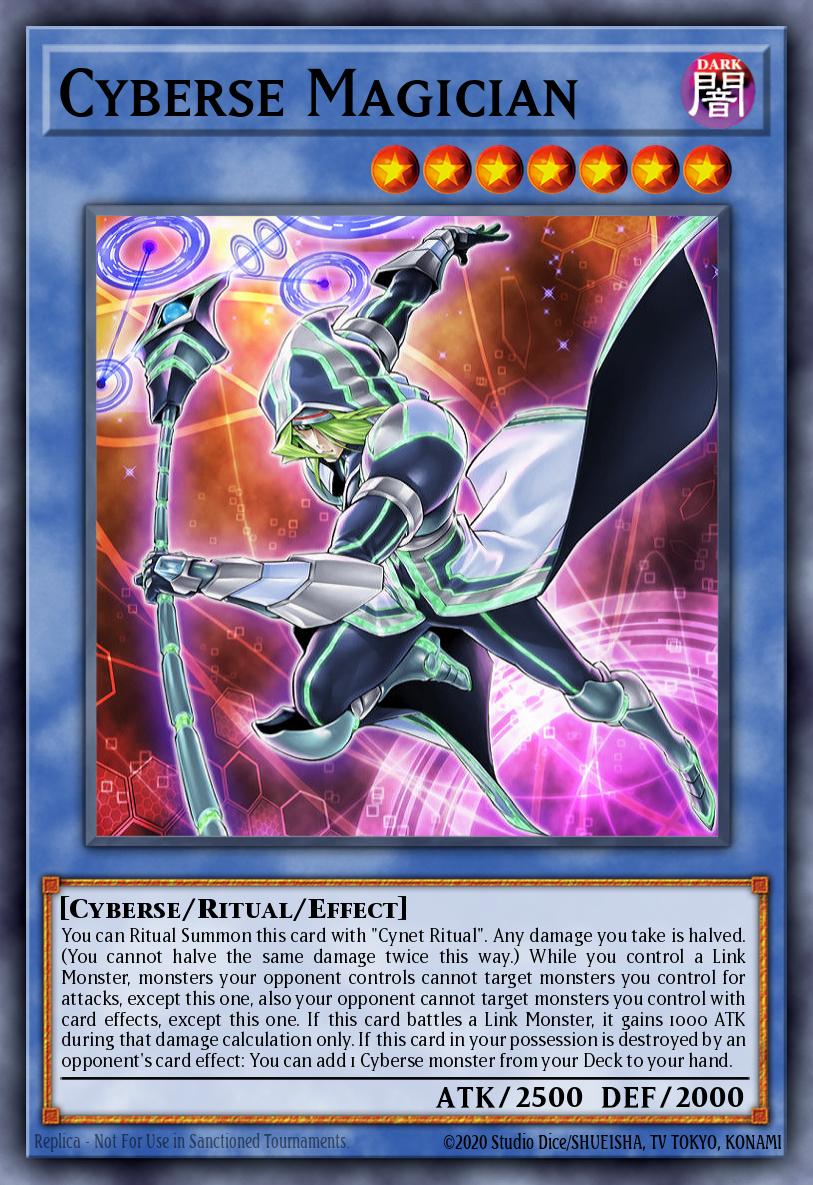 Cyberse Magician
DARK
闇
[Cyberse/Ritual/Effect]
You can Ritual Summon this card with "Cynet Ritual". Any damage you take is halved.
(You cannot halve the same damage twice this way.) While you control a Link
Monster, monsters your opponent controls cannot target monsters you control for
attacks, except this one, also your opponent cannot target monsters you control with
card effects, except this one. If this card battles a Link Monster, it gains 1000 ATK
during that damage calculation only. If this card in your possession is destroyed by an
opponent's card effect: You can add 1 Cyberse monster from your Deck to your hand.
ATK/2500 DEF/2000
Replica - Not For Use in Sanctioned Tournaments.
©2020 Studio Dice/SHUEISHA, TV TOKYO, KONAMI